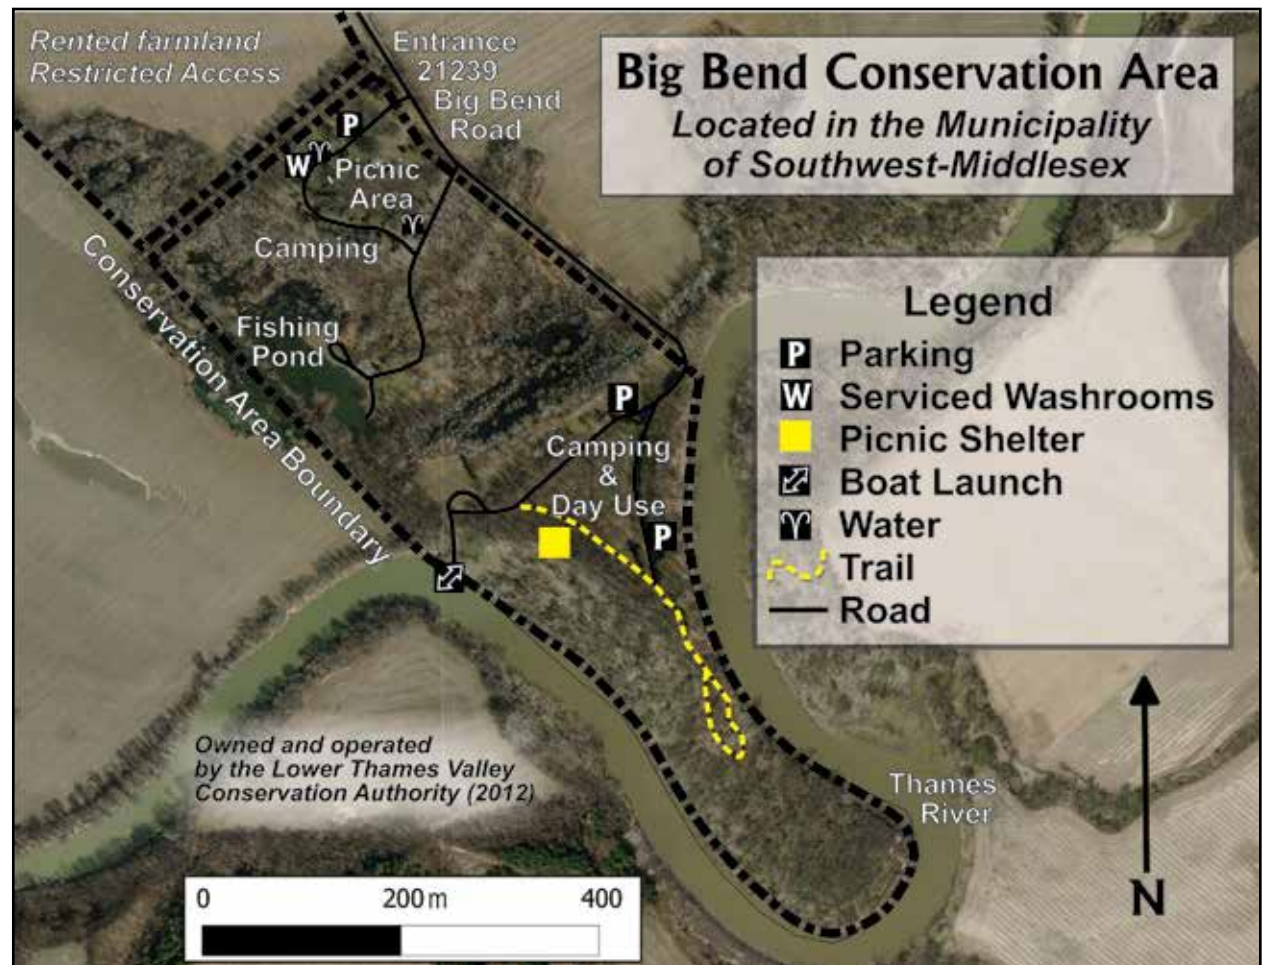 Rented farmland
Restricted Access
Entrance
21239
Big Bend
Road
Big Bend Conservation Area
Located in the Municipality
of Southwest-Middlesex
P
W
Picnic
Area
Camping
Fishing
Pond
Conservation Area Boundary
P
Camping
&
Day Use
P
Legend
P Parking
W Serviced Washrooms
Picnic Shelter
Boat Launch
Water
Trail
Road
Owned and operated
by the Lower Thames Valley
Conservation Authority (2012)
Thames
River
N
0 200 m 400